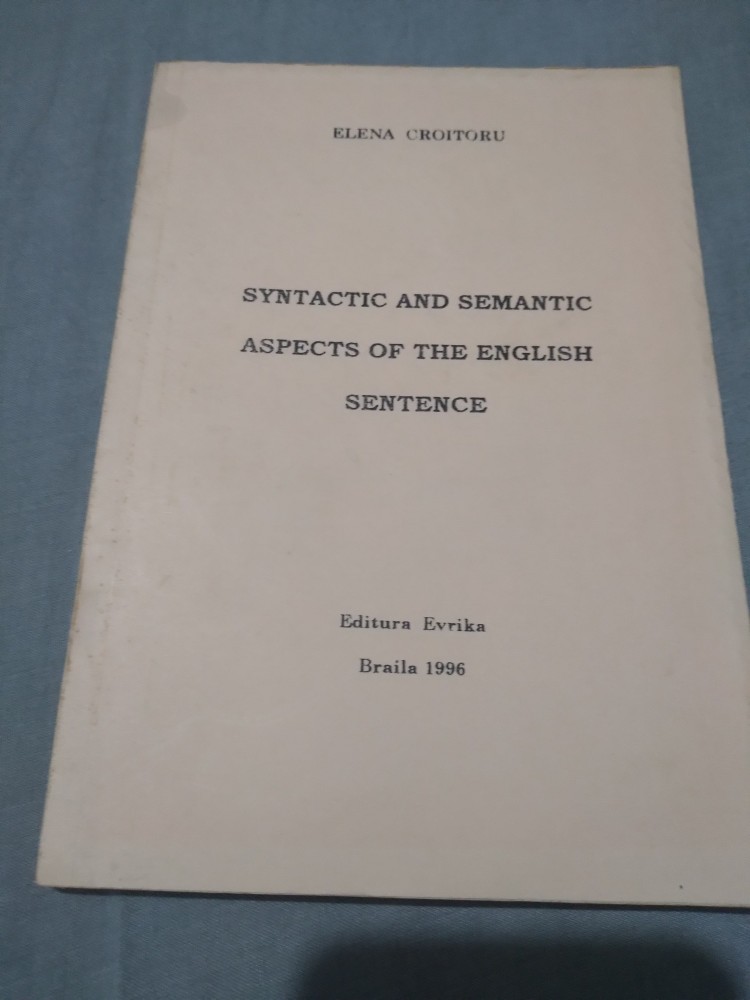 ELENA CROITORU
SYNTACTIC AND SEMANTIC
ASPECTS OF THE ENGLISH
SENTENCE
Editura Evrika
Braila 1996